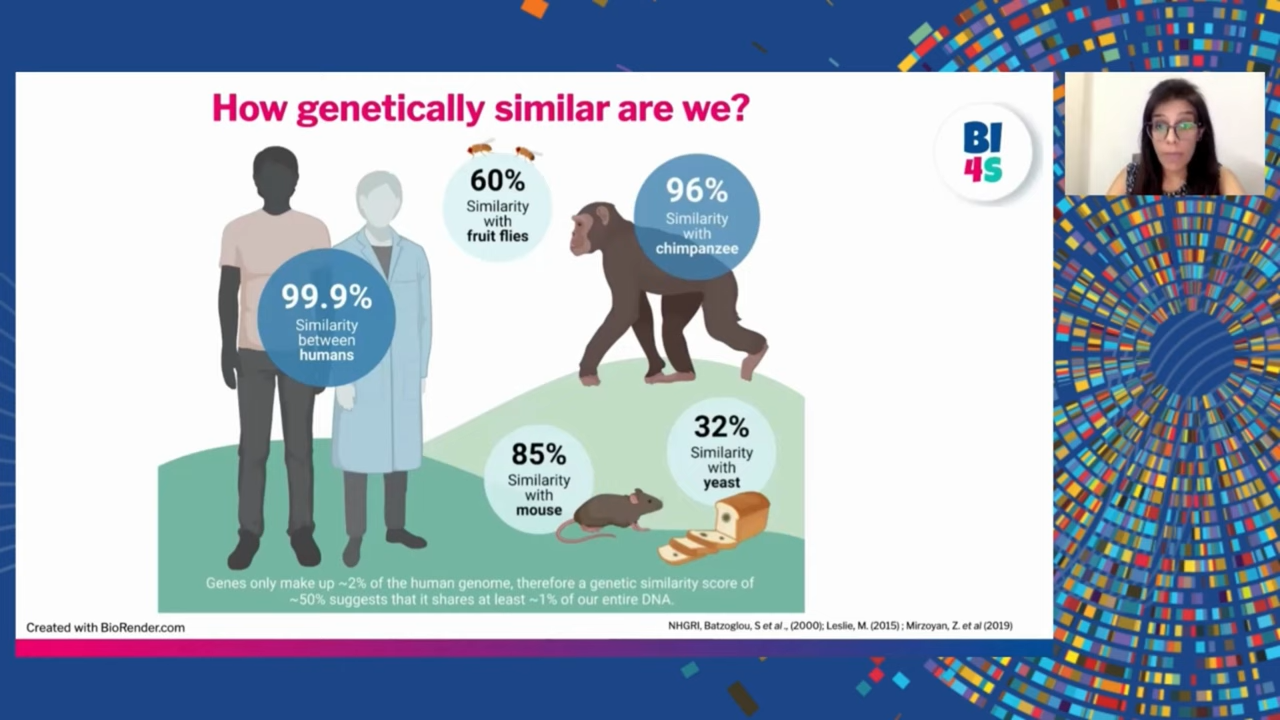 How genetically similar are we?
BI
4S
60%
Similarity
with
fruit flies
96%
Similarity
with
chimpanzee
99.9%
Similarity
between
humans
85%
Similarity
with
mouse
32%
Similarity
with
yeast
Genes only make up ~2% of the human genome, therefore a genetic similarity score of
~50% suggests that it shares at least ~1% of our entire DNA.
Created with BioRender.com
NHGRI, Batzoglou, S et al., (2000); Leslie, M. (2015) ; Mirzoyan, Z. et al (2019)